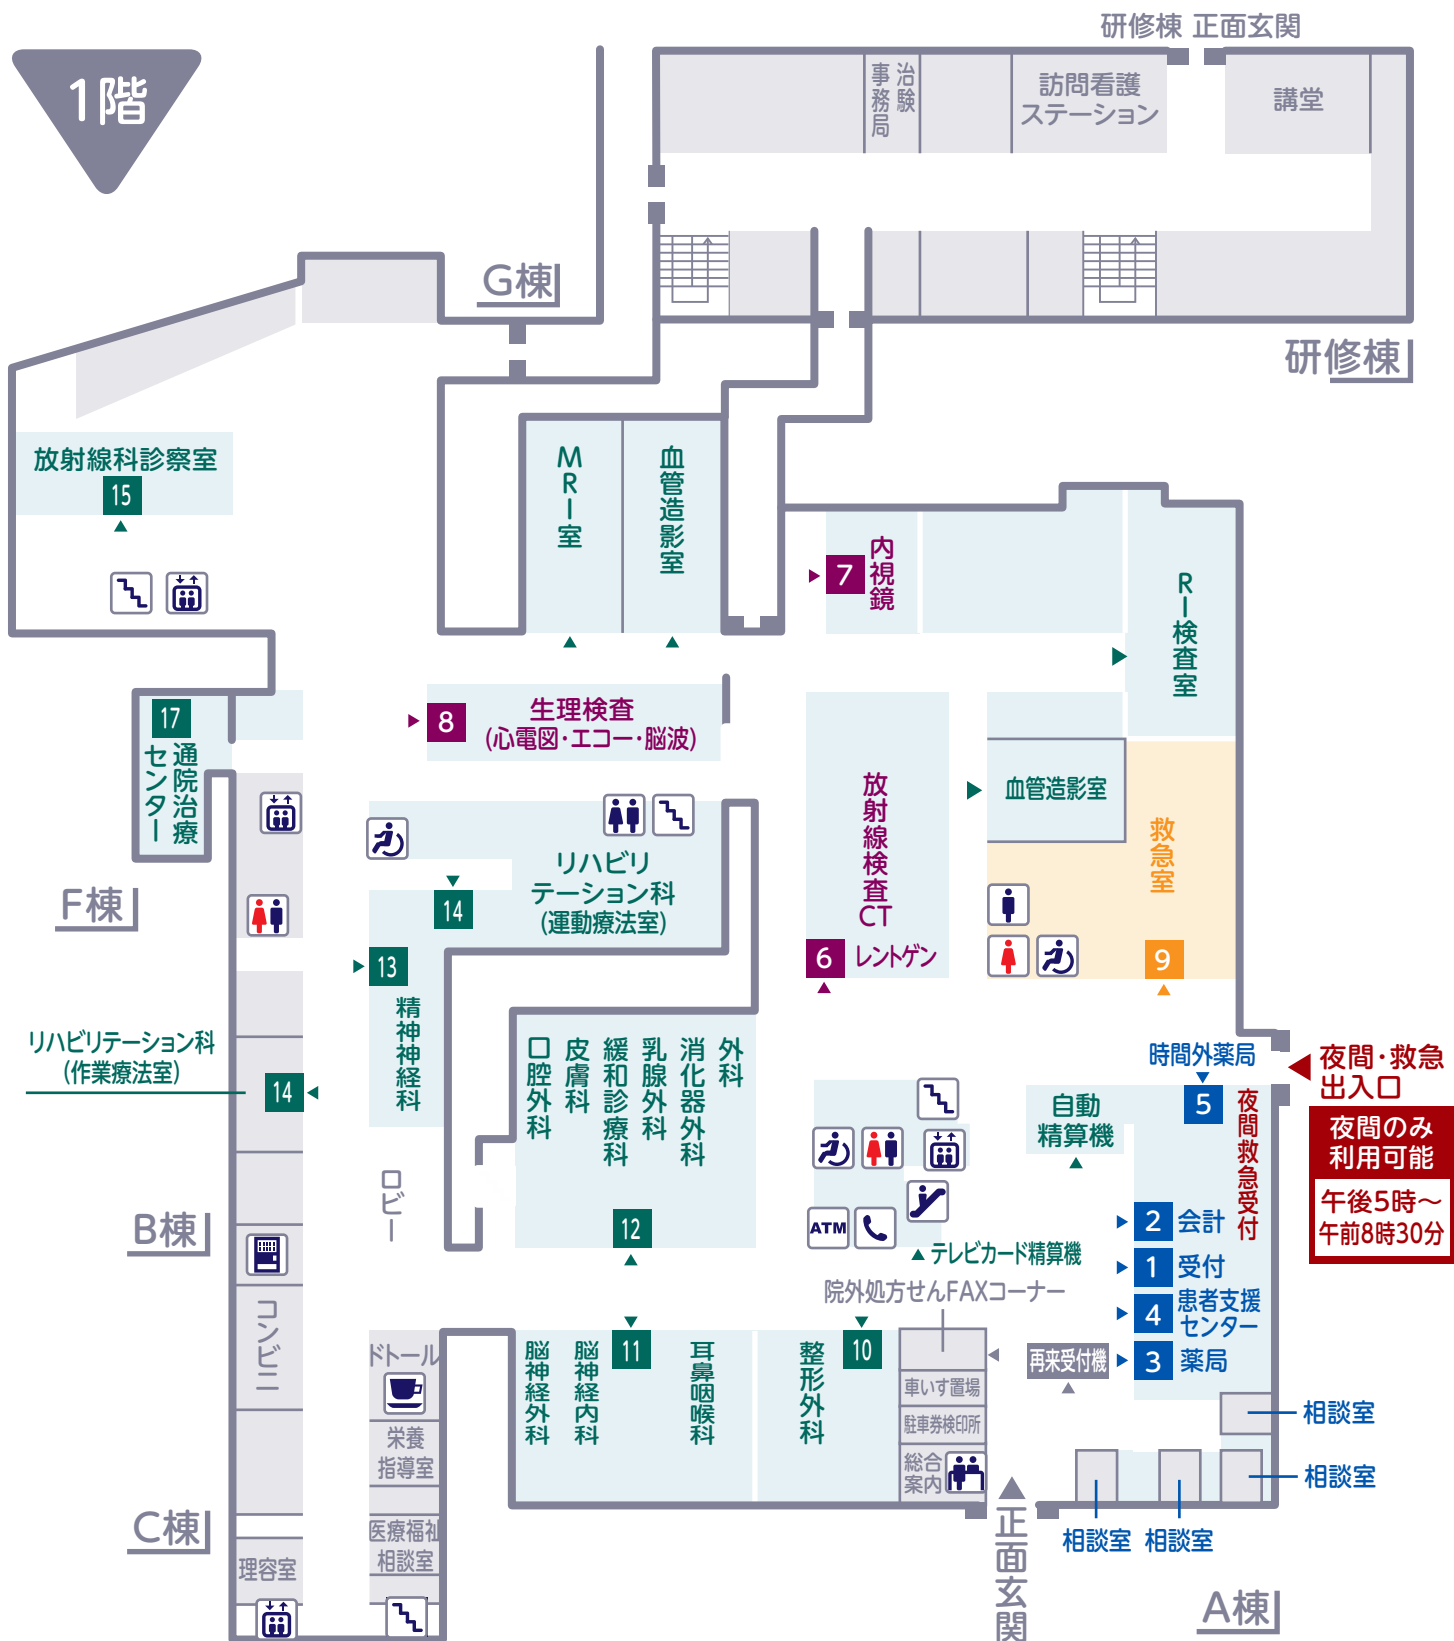 1階
研修棟 正面玄関
治験
事務局
訪問看護
ステーション
講堂
G棟
研修棟
放射線科診察室
15
MRI室
血管造影室
7
内視鏡
RI検査室
17
通院治療
センター
8
生理検査
(心電図・エコー・脳波)
放射線検査
CT
6
レントゲン
血管造影室
救急室
9
F棟
リハビリ
テーション科
(運動療法室)
14
13
精神神経科
リハビリテーション科
(作業療法室)
14
口腔外科
皮膚科
緩和診療科
乳腺外科
消化器外科
外科
12
ロビー
B棟
コンビニ
時間外薬局
5
夜間救急受付
夜間・救急
出入口
夜間のみ
利用可能
午後5時〜
午前8時30分
自動
精算機
ATM
テレビカード精算機
2
会計
1
受付
4
患者支援
センター
3
薬局
再来受付機
院外処方せんFAXコーナー
車いす置場
駐車券検印所
総合
案内
11
脳神経外科
脳神経内科
耳鼻咽喉科
10
整形外科
ドトール
栄養
指導室
医療福祉
相談室
C棟
理容室
相談室
相談室
相談室
相談室
正面玄関
A棟